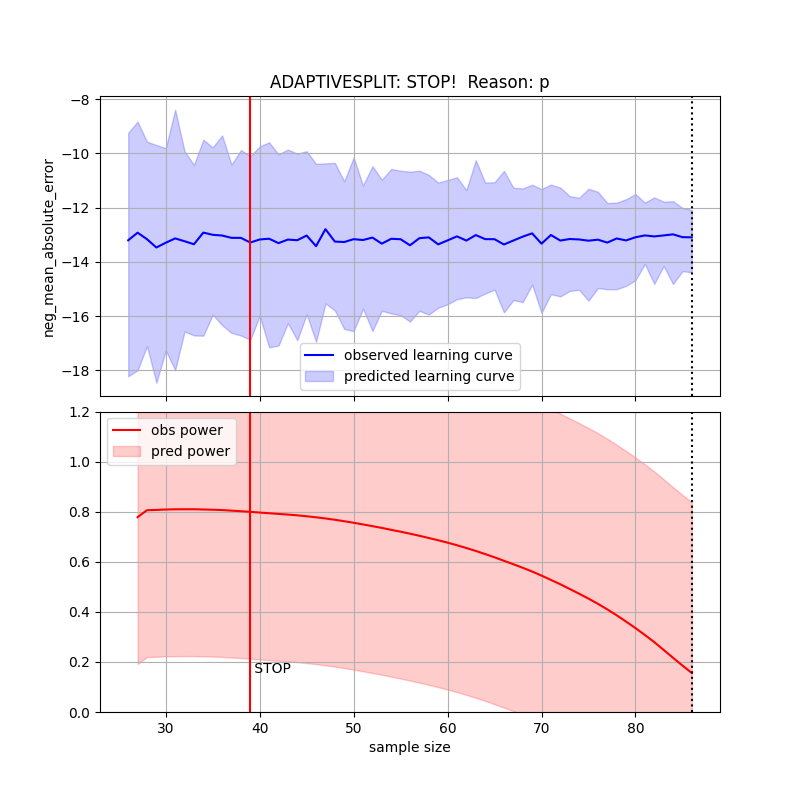 ADAPTIVESPLIT: STOP!  Reason: p
neg_mean_absolute_error
−8
−10
−12
−14
−16
−18
observed learning curve
predicted learning curve
1.2
1.0
0.8
0.6
0.4
0.2
0.0
obs power
pred power
STOP
30 40 50 60 70 80
sample size